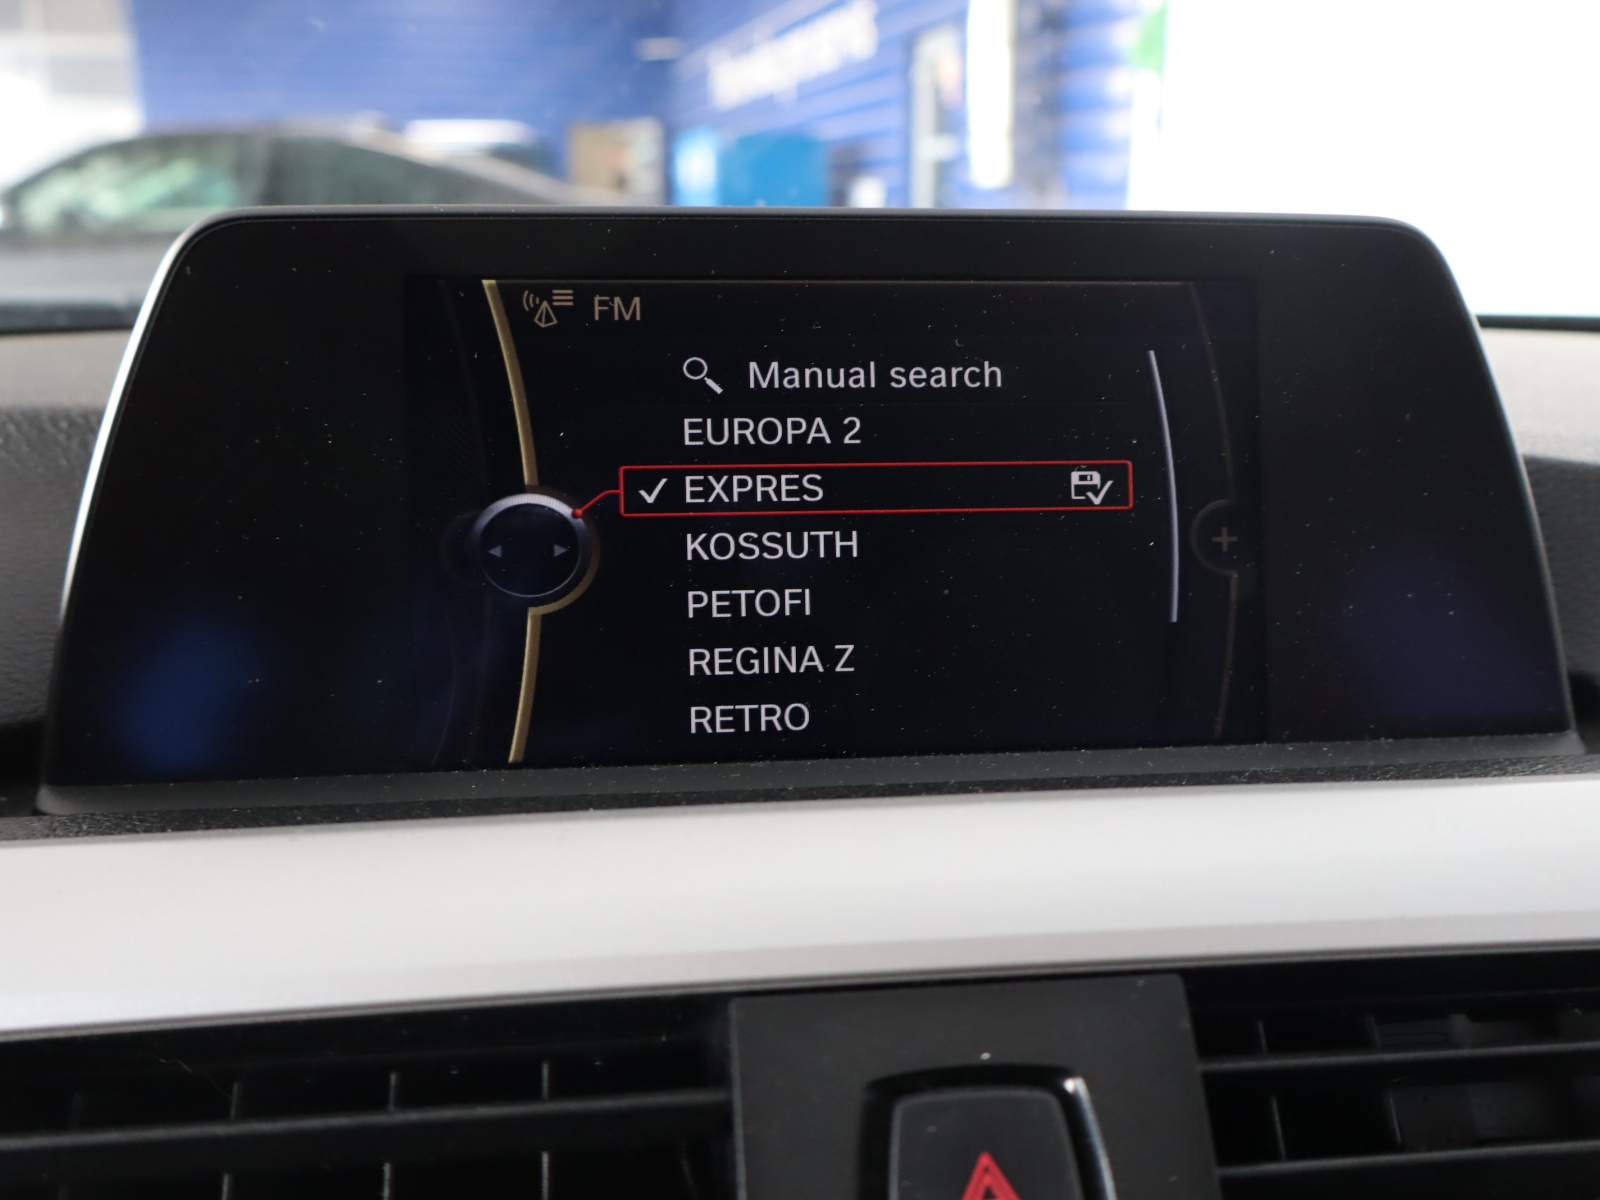 FM
Manual search
EUROPA 2
EXPRES
KOSSUTH
PETOFI
REGINA Z
RETRO